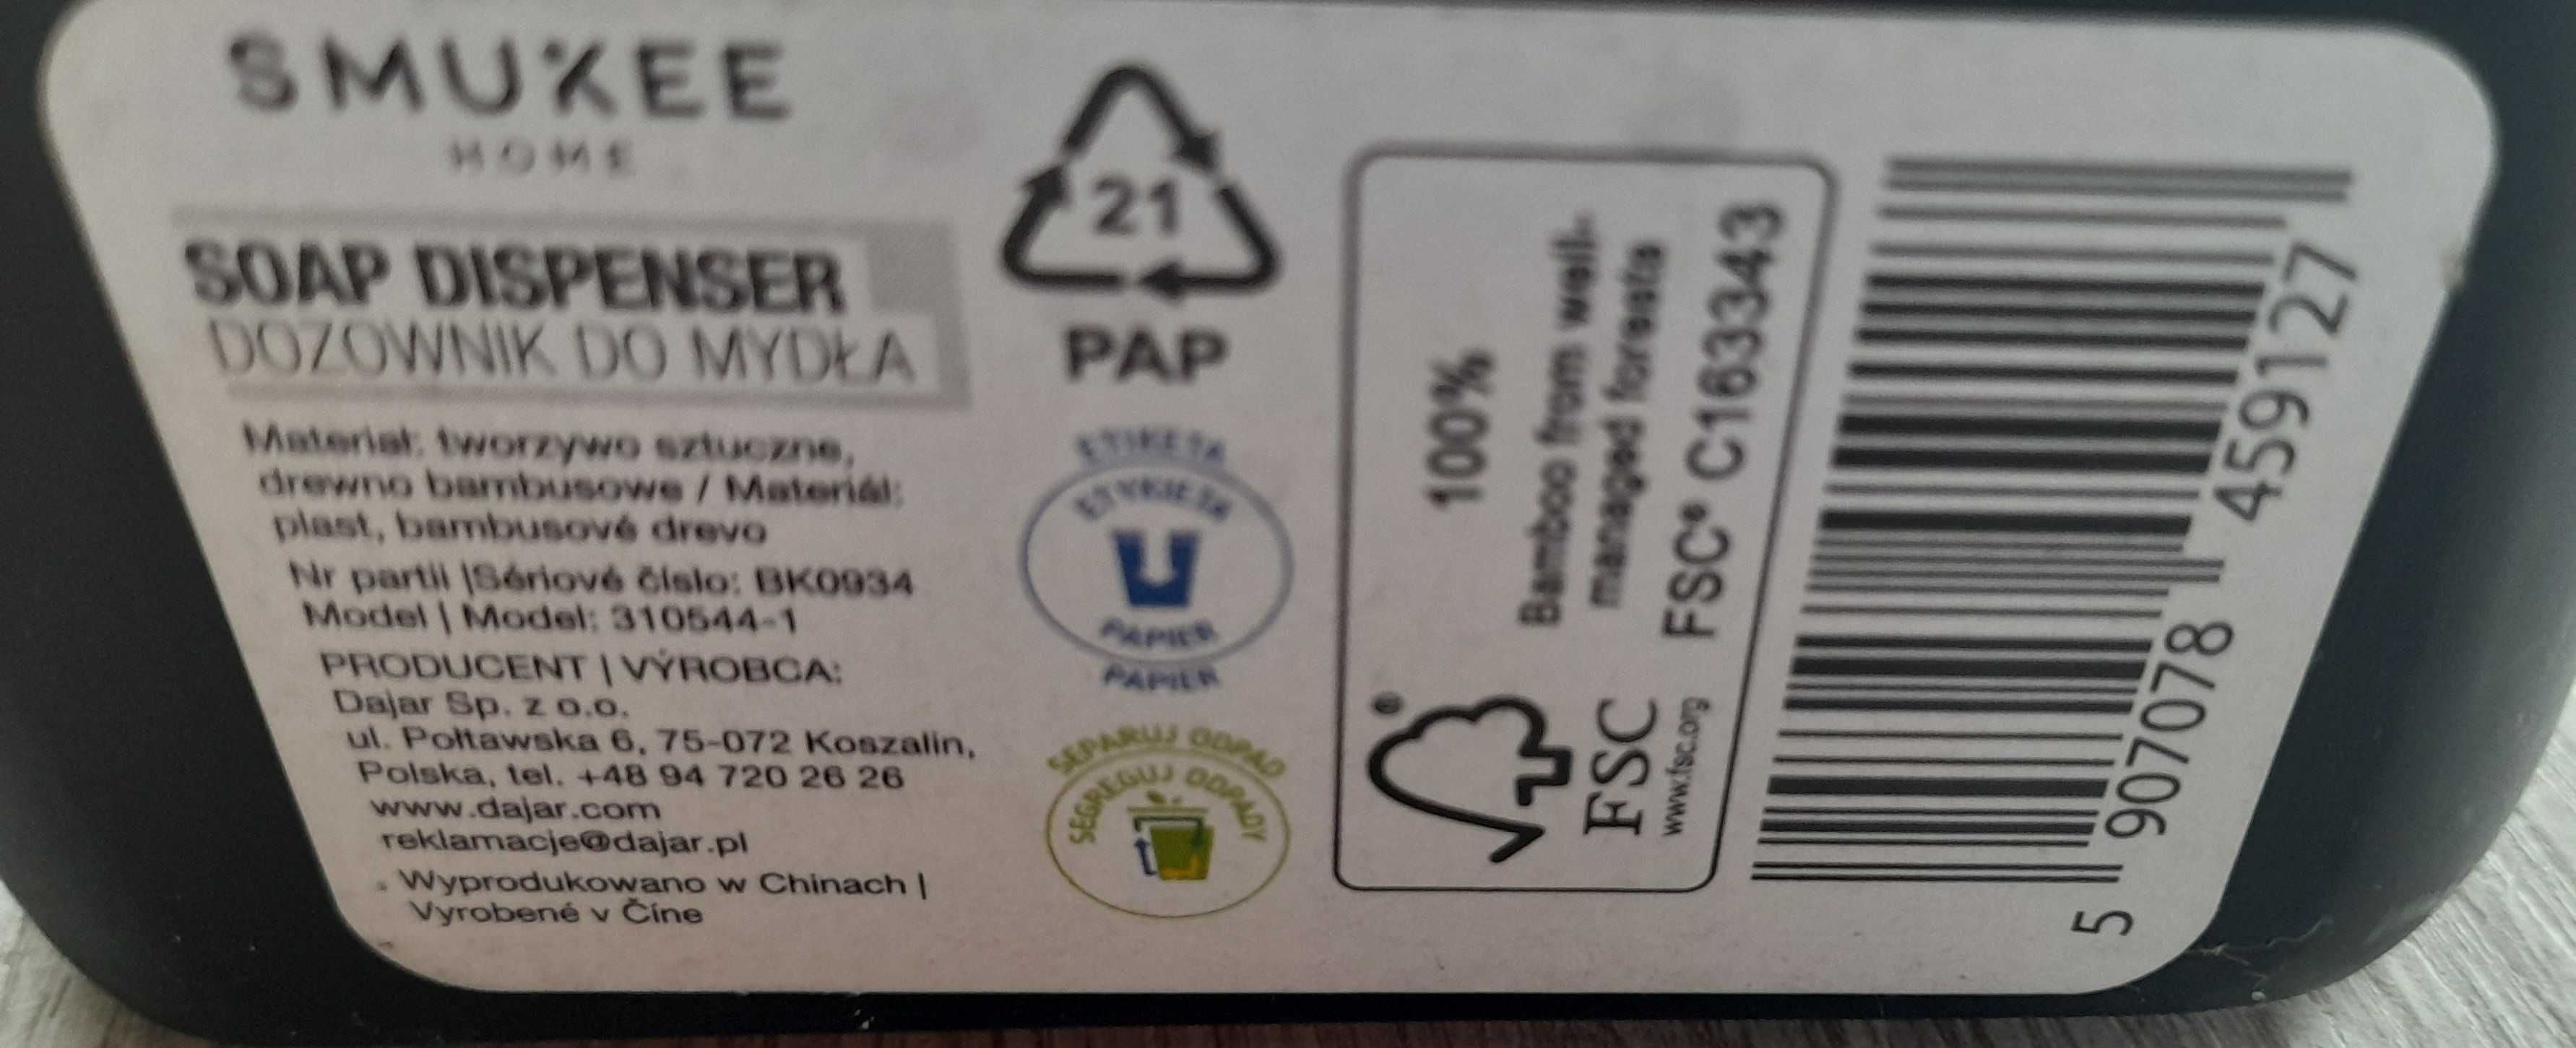 SMUKEE
HOME
SOAP DISPENSER
DOZOWNIK DO MYDŁA
Materiał: tworzywo sztuczne,
drewno bambusowe / Materiál:
plast, bambusové drevo
Nr partii |Sériové číslo: BK0934
Model | Model: 310544-1
PRODUCENT | VÝROBCA:
Dajar Sp. z o.o.
ul. Połtawska 6, 75-072 Koszalin,
Polska, tel. +48 94 720 26 26
www.dajar.com
reklamacje@dajar.pl
Wyprodukowano w Chinach |
Vyrobené v Číne
21
PAP
ETIKETA
ETYKIETA
PAPIER
PAPIER
SEPARUJ ODPAD
SEGREGUJ ODPADY
®
FSC
www.fsc.org
100%
Bamboo from well-
managed forests
FSC® C163343
5 907078 459127